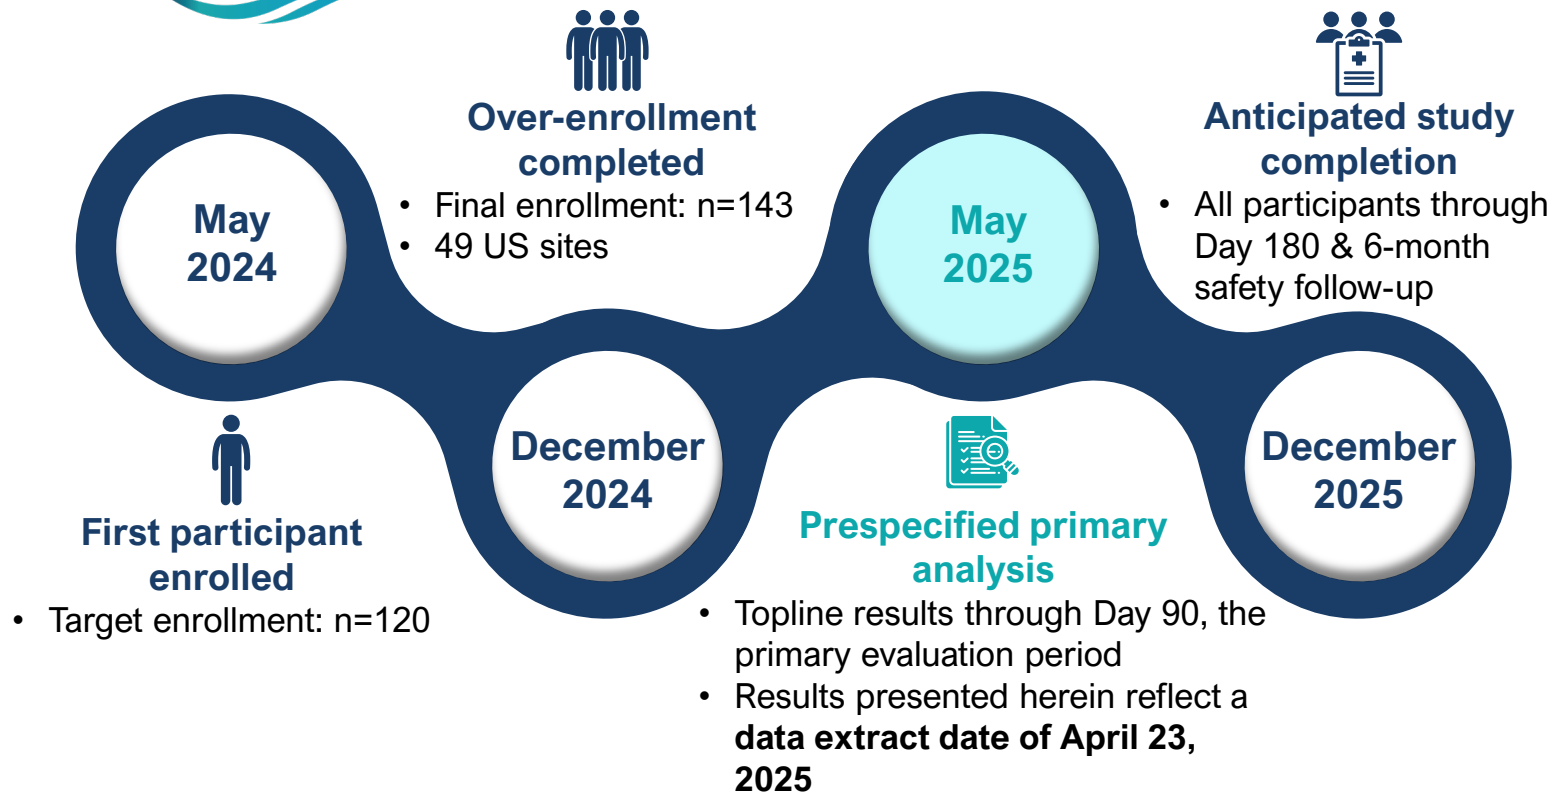 May
2024
First participant
enrolled
• Target enrollment: n=120
Over-enrollment
completed
• Final enrollment: n=143
• 49 US sites
December
2024
May
2025
Prespecified primary
analysis
• Topline results through Day 90, the
primary evaluation period
• Results presented herein reflect a
data extract date of April 23,
2025
Anticipated study
completion
• All participants through
Day 180 & 6-month
safety follow-up
December
2025